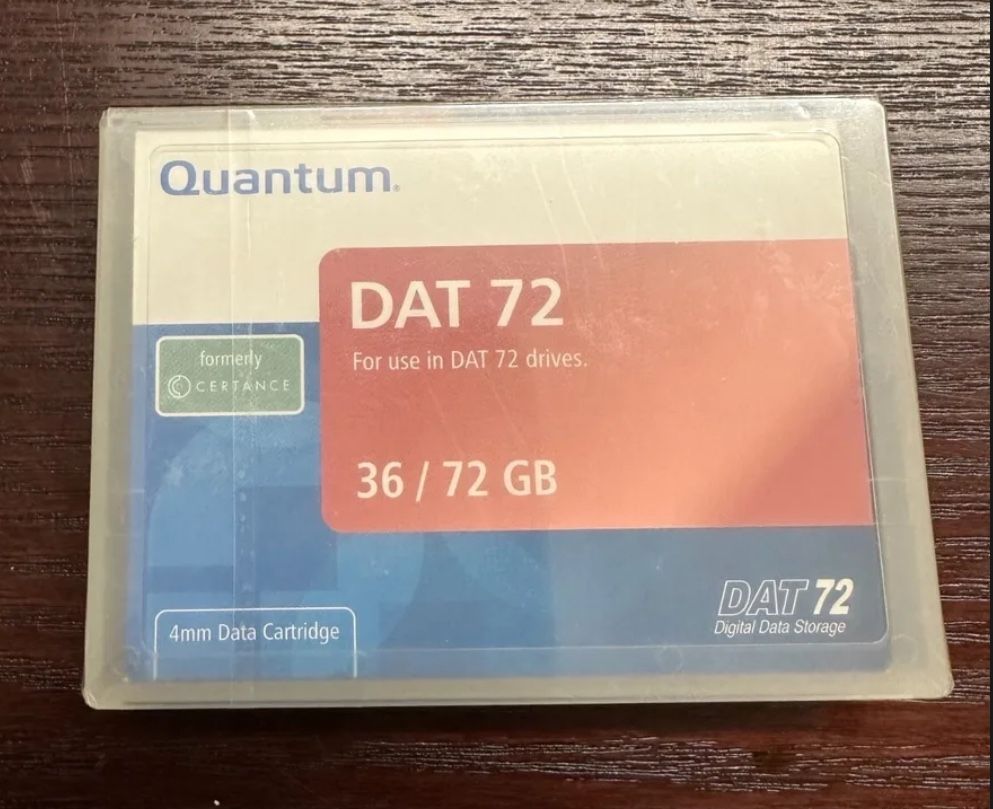 Quantum®
DAT 72
For use in DAT 72 drives.
formerly
CERTANCE
36 / 72 GB
4mm Data Cartridge
DAT 72
Digital Data Storage